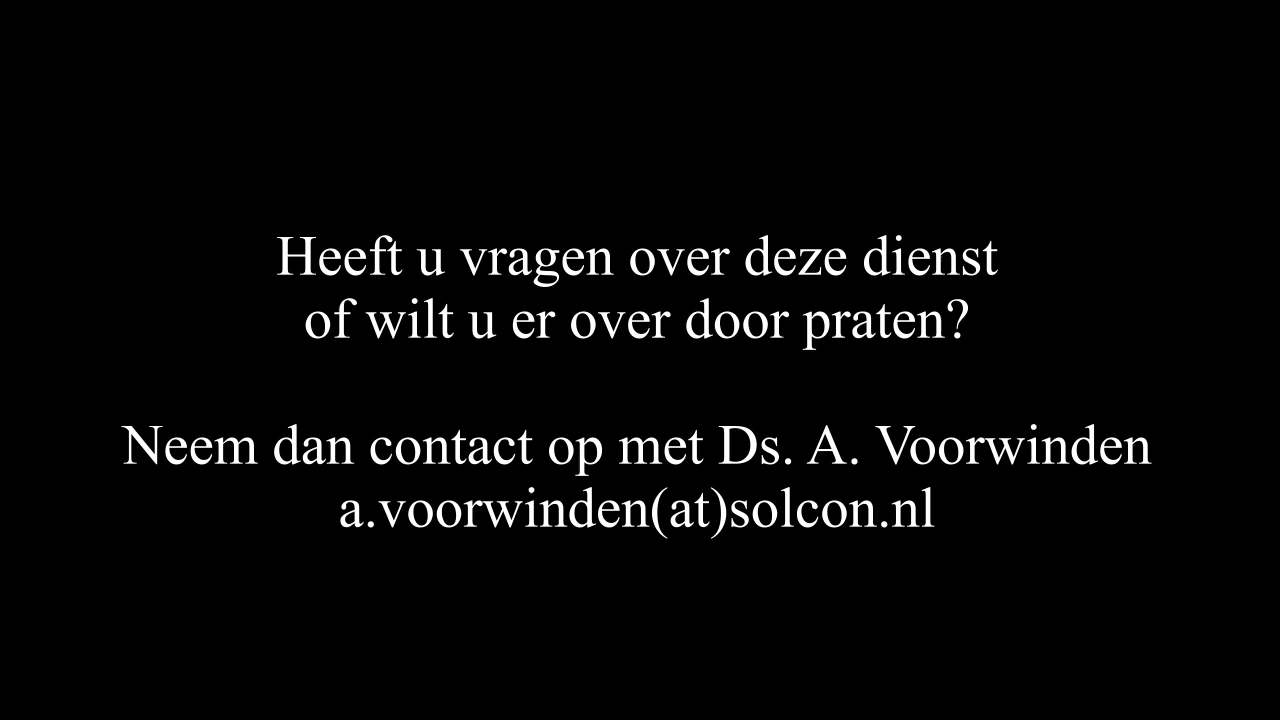 Heeft u vragen over deze dienst
of wilt u er over door praten?
Neem dan contact op met Ds. A. Voorwinden
a.voorwinden(at)solcon.nl